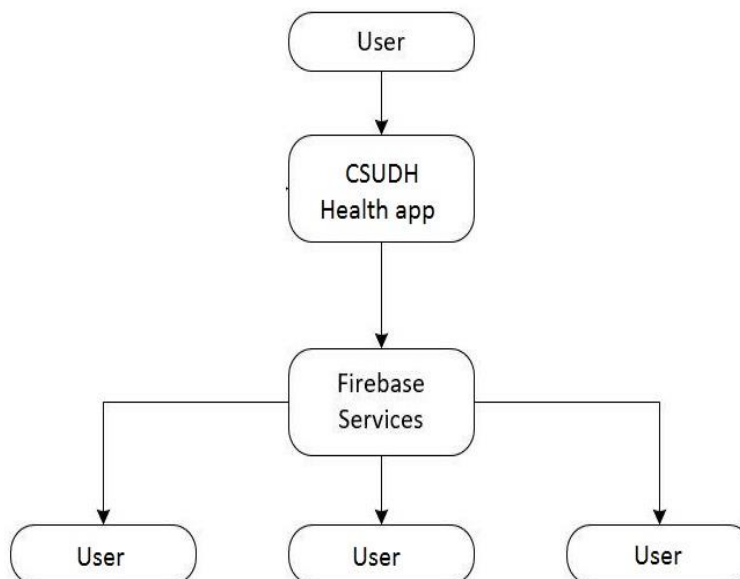 User
CSUDH
Health app
Firebase
Services
User
User
User